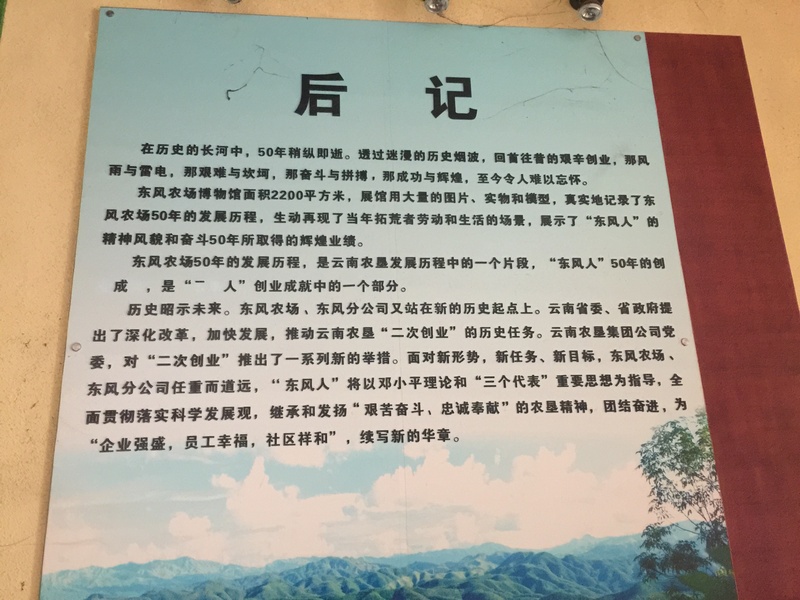 后记
在历史的长河中，50年稍纵即逝。透过迷漫的历史烟波，回首往昔的艰辛创业，那风
雨与雷电，那艰难与坎坷，那奋斗与拼搏，那成功与辉煌，至今令人难以忘怀。
东风农场博物馆面积2200平方米，展馆用大量的图片、实物和模型，真实地记录了东
风农场50年的发展历程，生动再现了当年拓荒者劳动和生活的场景，展示了“东风人”的
精神风貌和奋斗50年所取得的辉煌业绩。
东风农场50年的发展历程，是云南农垦发展历程中的一个片段，“东风人”50年的创
成 ，是“ 人”创业成就中的一个部分。
历史昭示未来。东风农场、东风分公司又站在新的历史起点上。云南省委、省政府提
出了深化改革，加快发展，推动云南农垦“二次创业”的历史任务。云南农垦集团公司党
委，对“二次创业”推出了一系列新的举措。面对新形势，新任务、新目标，东风农场、
东风分公司任重而道远，“东风人”将以邓小平理论和“三个代表”重要思想为指导，全
面贯彻落实科学发展观，继承和发扬“艰苦奋斗、忠诚奉献”的农垦精神，团结奋进，为
“企业强盛，员工幸福，社区祥和”，续写新的华章。